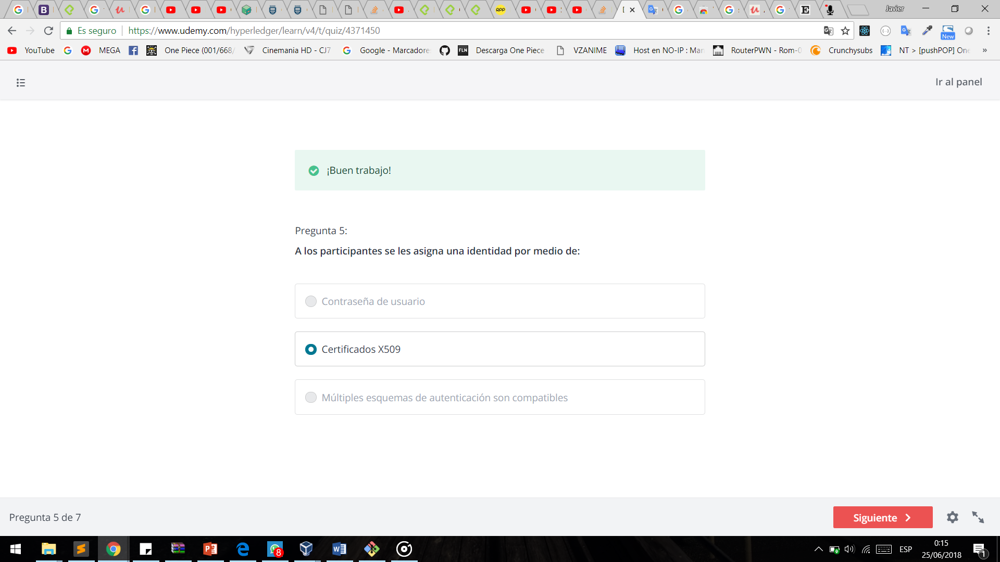 Javier
Es seguro
https://www.udemy.com/hyperledger/learn/v4/t/quiz/4371450
New
YouTube
MEGA
One Piece (001/668/
Cinemania HD - CJ7
Google - Marcadore
FLN
Descarga One Piece
VZANIME
Host en NO-IP : Man
RouterPWN - Rom-0
Crunchysubs
NT > [pushPOP] One
»
Ir al panel
¡Buen trabajo!
Pregunta 5:
A los participantes se les asigna una identidad por medio de:
Contraseña de usuario
Certificados X509
Múltiples esquemas de autenticación son compatibles
Pregunta 5 de 7
Siguiente
8
ESP
0:15
25/06/2018
1